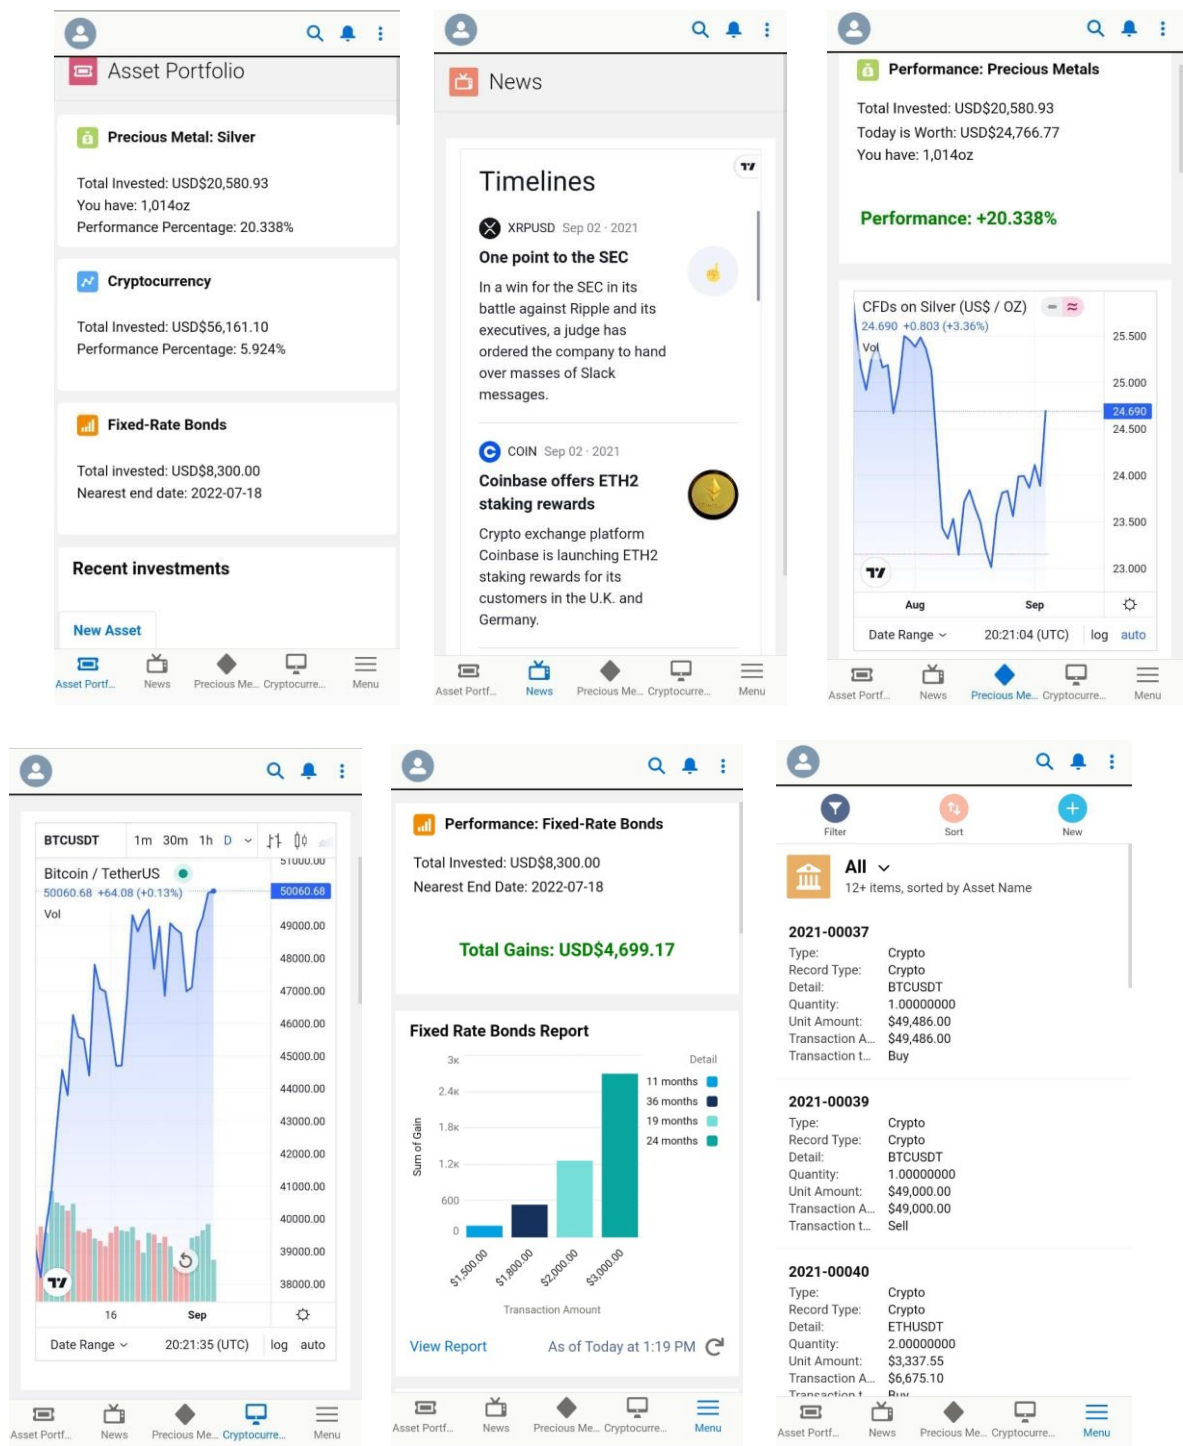 Asset Portfolio
Precious Metal: Silver
Total Invested: USD$20,580.93
You have: 1,014oz
Performance Percentage: 20.338%
Cryptocurrency
Total Invested: USD$56,161.10
Performance Percentage: 5.924%
Fixed-Rate Bonds
Total invested: USD$8,300.00
Nearest end date: 2022-07-18
Recent investments
New Asset
Asset Portf... News Precious Me... Cryptocurre... Menu
News
Timelines
XRPUSD Sep 02 · 2021
One point to the SEC
In a win for the SEC in its
battle against Ripple and its
executives, a judge has
ordered the company to hand
over masses of Slack
messages.
COIN Sep 02 · 2021
Coinbase offers ETH2
staking rewards
Crypto exchange platform
Coinbase is launching ETH2
staking rewards for its
customers in the U.K. and
Germany.
Asset Portf... News Precious Me... Cryptocurre... Menu
Performance: Precious Metals
Total Invested: USD$20,580.93
Today is Worth: USD$24,766.77
You have: 1,014oz
Performance: +20.338%
CFDs on Silver (US$ / OZ)
24.690 +0.803 (+3.36%)
Vol
25.500
25.000
24.690
24.500
24.000
23.500
23.000
Aug Sep
Date Range 20:21:04 (UTC) log auto
Asset Portf... News Precious Me... Cryptocurre... Menu
BTCUSDT 1m 30m 1h D
Bitcoin / TetherUS
50060.68 +64.08 (+0.13%)
Vol
51000.00
50060.68
49000.00
48000.00
47000.00
46000.00
45000.00
44000.00
43000.00
42000.00
41000.00
40000.00
39000.00
38000.00
16 Sep
Date Range 20:21:35 (UTC) log auto
Asset Portf... News Precious Me... Cryptocurre... Menu
Performance: Fixed-Rate Bonds
Total Invested: USD$8,300.00
Nearest End Date: 2022-07-18
Total Gains: USD$4,699.17
Fixed Rate Bonds Report
Detail
11 months
36 months
19 months
24 months
Sum of Gain
3K
2.4K
1.8K
1.2K
600
0
$1,500.00 $1,800.00 $2,000.00 $3,000.00
Transaction Amount
View Report As of Today at 1:19 PM
Asset Portf... News Precious Me... Cryptocurre... Menu
Filter Sort New
All
12+ items, sorted by Asset Name
2021-00037
Type: Crypto
Record Type: Crypto
Detail: BTCUSDT
Quantity: 1.00000000
Unit Amount: $49,486.00
Transaction A... $49,486.00
Transaction t... Buy
2021-00039
Type: Crypto
Record Type: Crypto
Detail: BTCUSDT
Quantity: 1.00000000
Unit Amount: $49,000.00
Transaction A... $49,000.00
Transaction t... Sell
2021-00040
Type: Crypto
Record Type: Crypto
Detail: ETHUSDT
Quantity: 2.00000000
Unit Amount: $3,337.55
Transaction A... $6,675.10
Transaction t... Buy
Asset Portf... News Precious Me... Cryptocurre... Menu